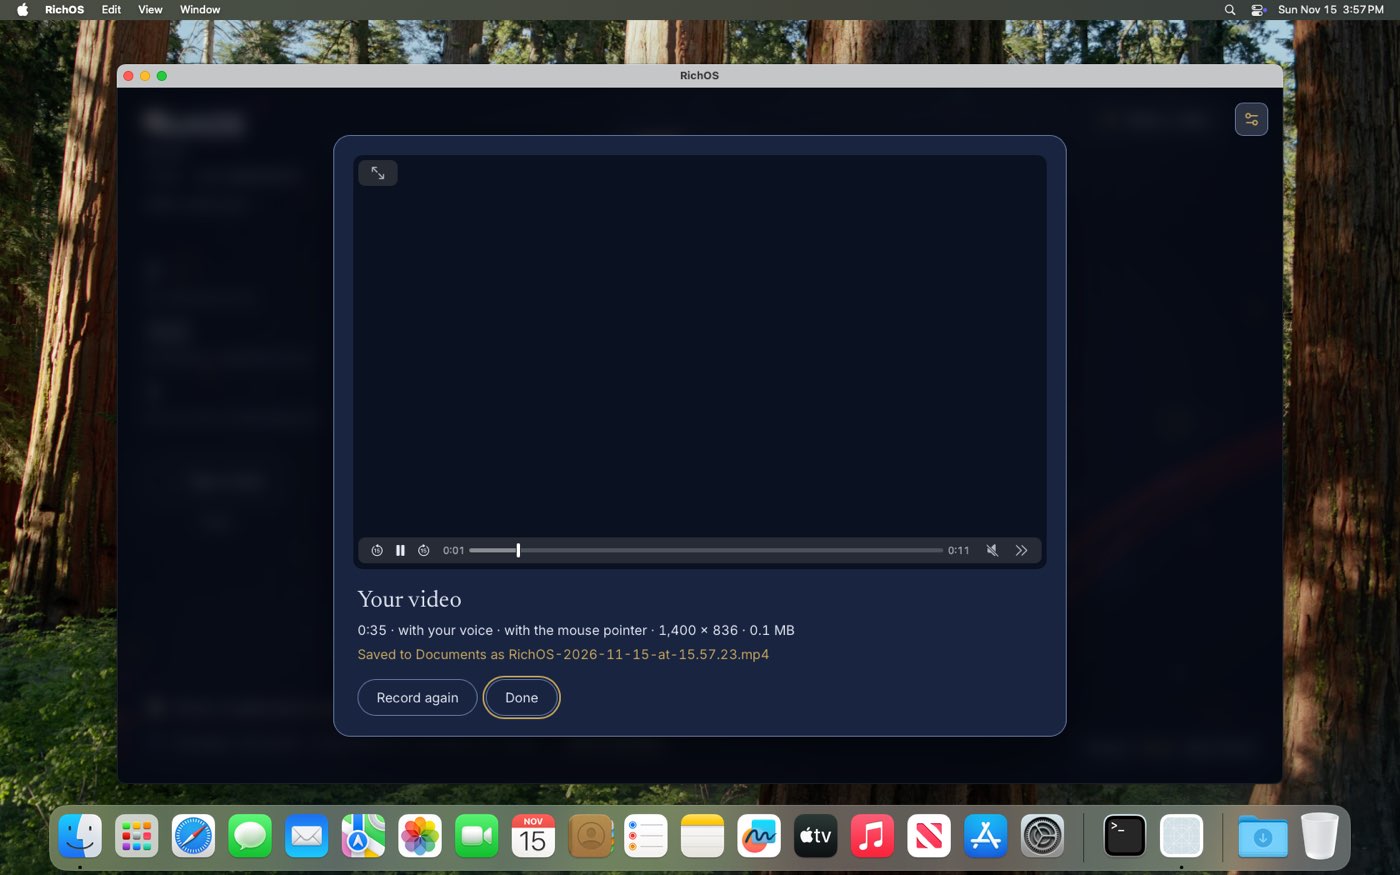 RichOS Edit View Window Sun Nov 15 3:57 PM
RichOS
0:01 0:11
Your video
0:35 · with your voice · with the mouse pointer · 1,400 × 836 · 0.1 MB
Saved to Documents as RichOS-2026-11-15-at-15.57.23.mp4
Record again Done
NOV
15
tv
>_